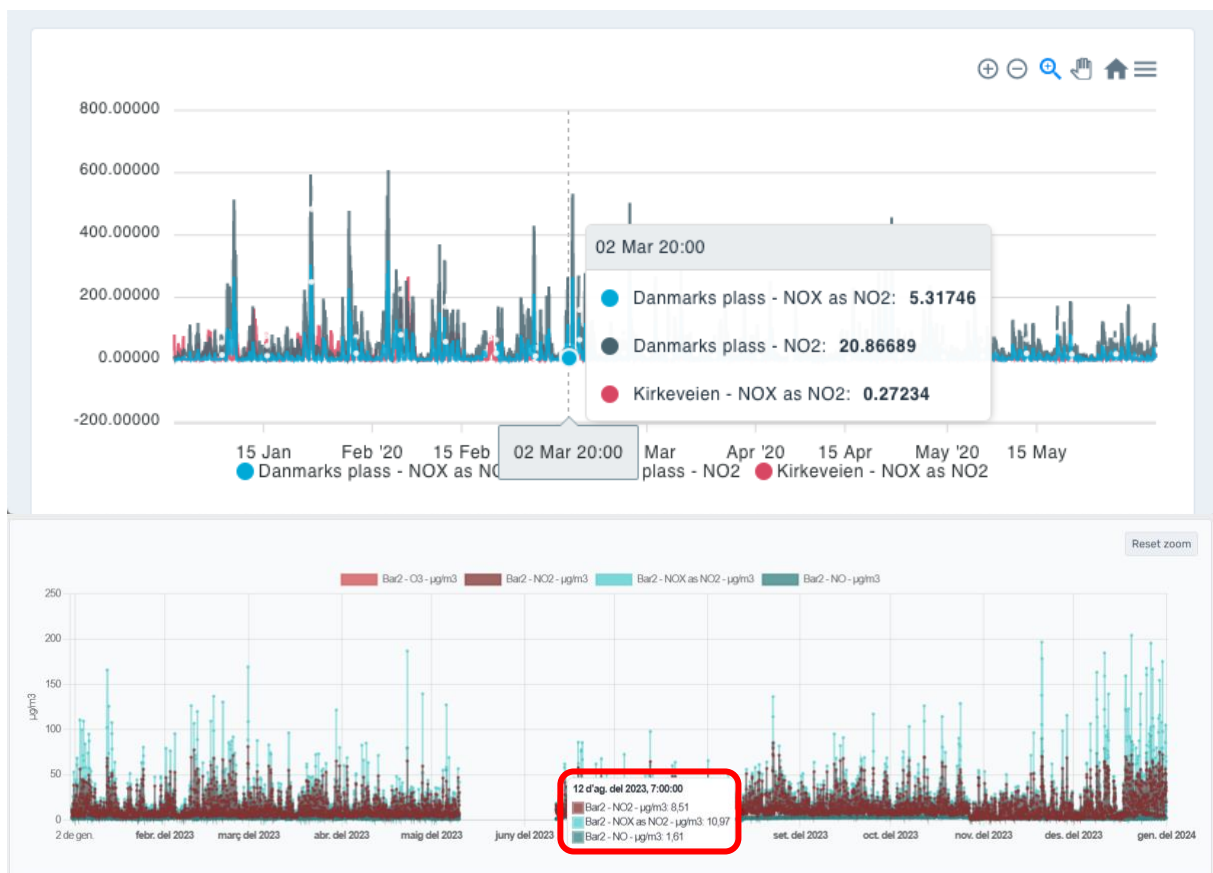 800.00000
600.00000
400.00000
200.00000
0.00000
-200.00000
02 Mar 20:00
Danmarks plass - NOX as NO2: 5.31746
Danmarks plass - NO2: 20.86689
Kirkeveien - NOX as NO2: 0.27234
15 Jan Feb '20 15 Feb 02 Mar 20:00 Mar Apr '20 15 Apr May '20 15 May
Danmarks plass - NOX as NO plass - NO2 Kirkeveien - NOX as NO2
Reset zoom
Bar2 - O3 - µg/m3 Bar2 - NO2 - µg/m3 Bar2 - NOX as NO2 - µg/m3 Bar2 - NO - µg/m3
250
200
150
100
50
0
µg/m3
12 d'ag. del 2023, 7:00:00
Bar2 - NO2 - µg/m3: 8,51
Bar2 - NOX as NO2 - µg/m3: 10,97
Bar2 - NO - µg/m3: 1,61
2 de gen. febr. del 2023 març del 2023 abr. del 2023 maig del 2023 juny del 2023 set. del 2023 oct. del 2023 nov. del 2023 des. del 2023 gen. del 2024